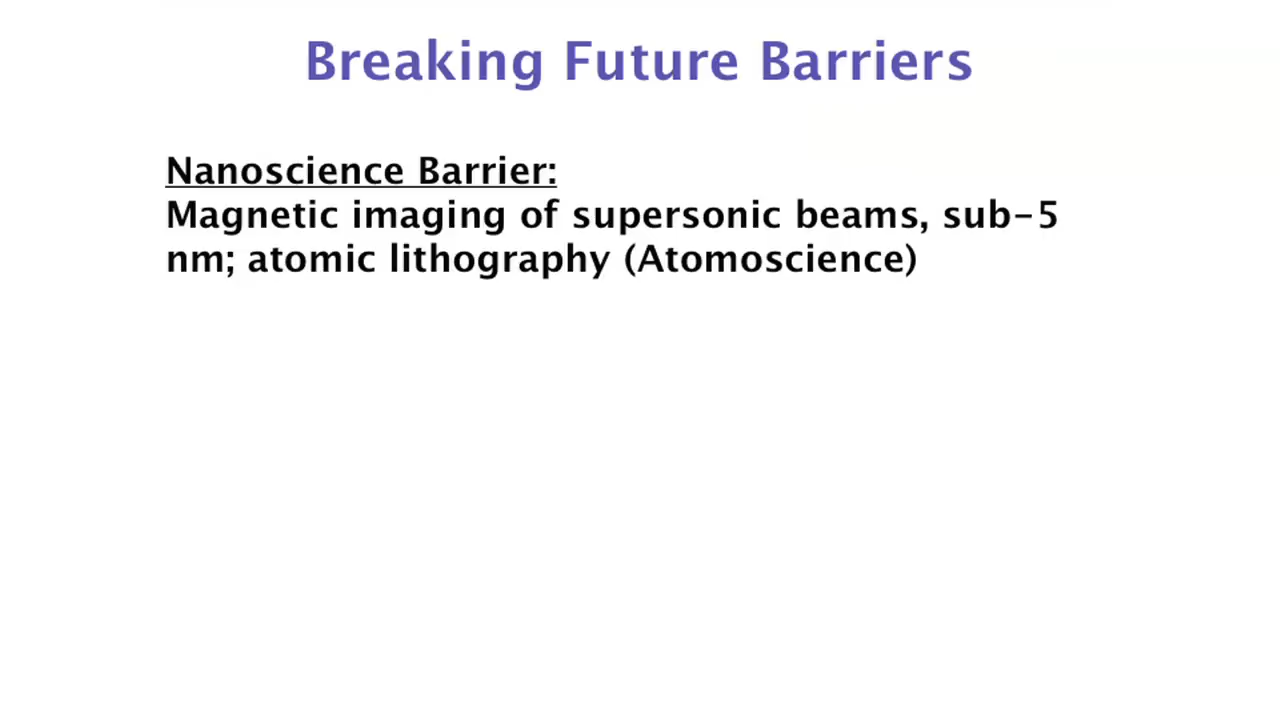 Breaking Future Barriers
Nanoscience Barrier:
Magnetic imaging of supersonic beams, sub-5
nm; atomic lithography (Atomoscience)